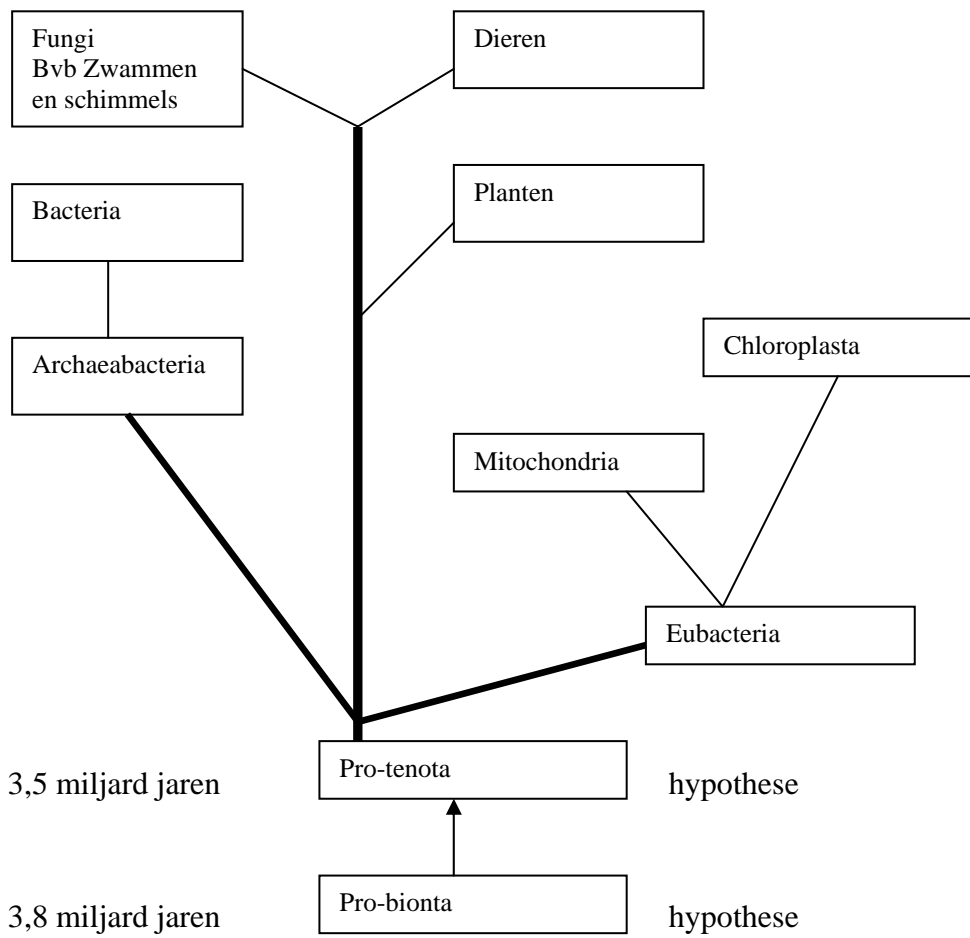 Fungi
Bvb Zwammen
en schimmels
Dieren
Bacteria
Planten
Archaeabacteria
Chloroplasta
Mitochondria
Eubacteria
3,5 miljard jaren
Pro-tenota
hypothese
3,8 miljard jaren
Pro-bionta
hypothese